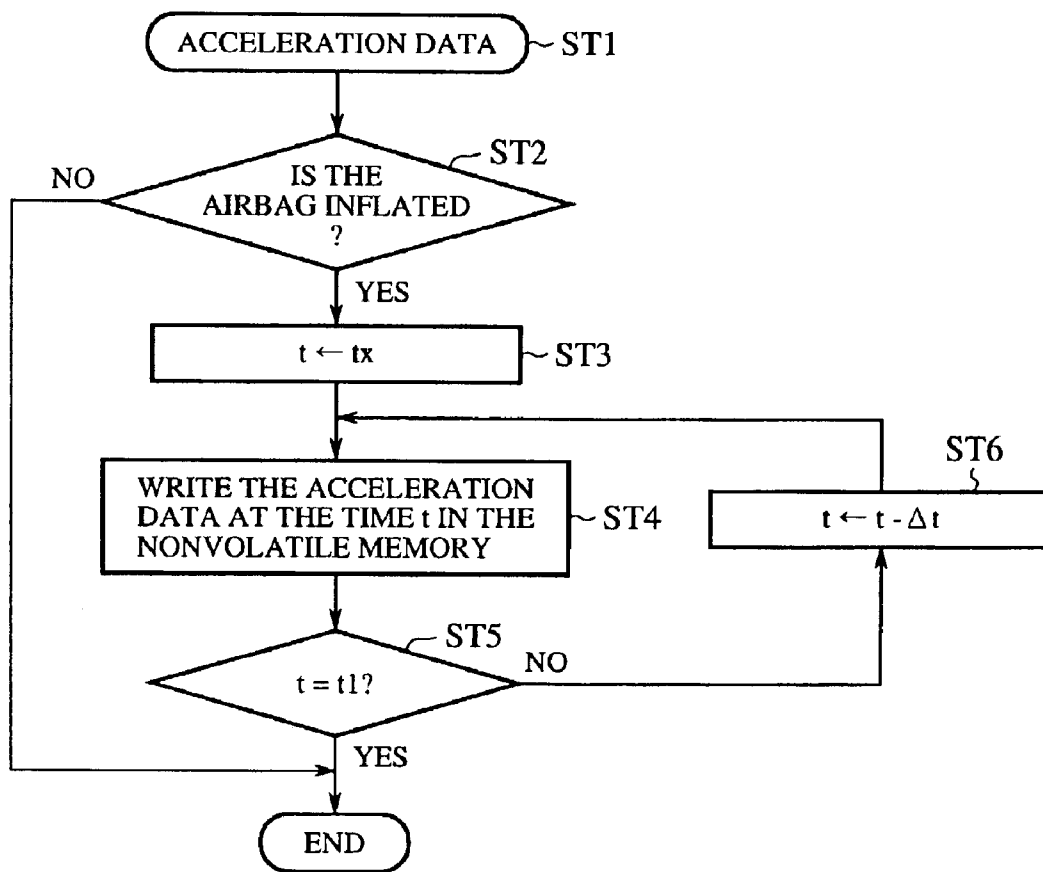 ACCELERATION DATA
ST1
ST2
NO
IS THE
AIRBAG INFLATED
?
YES
t ← tx
ST3
ST6
WRITE THE ACCELERATION
DATA AT THE TIME t IN THE
NONVOLATILE MEMORY
ST4
t ← t - Δ t
ST5
NO
t = t1?
YES
END